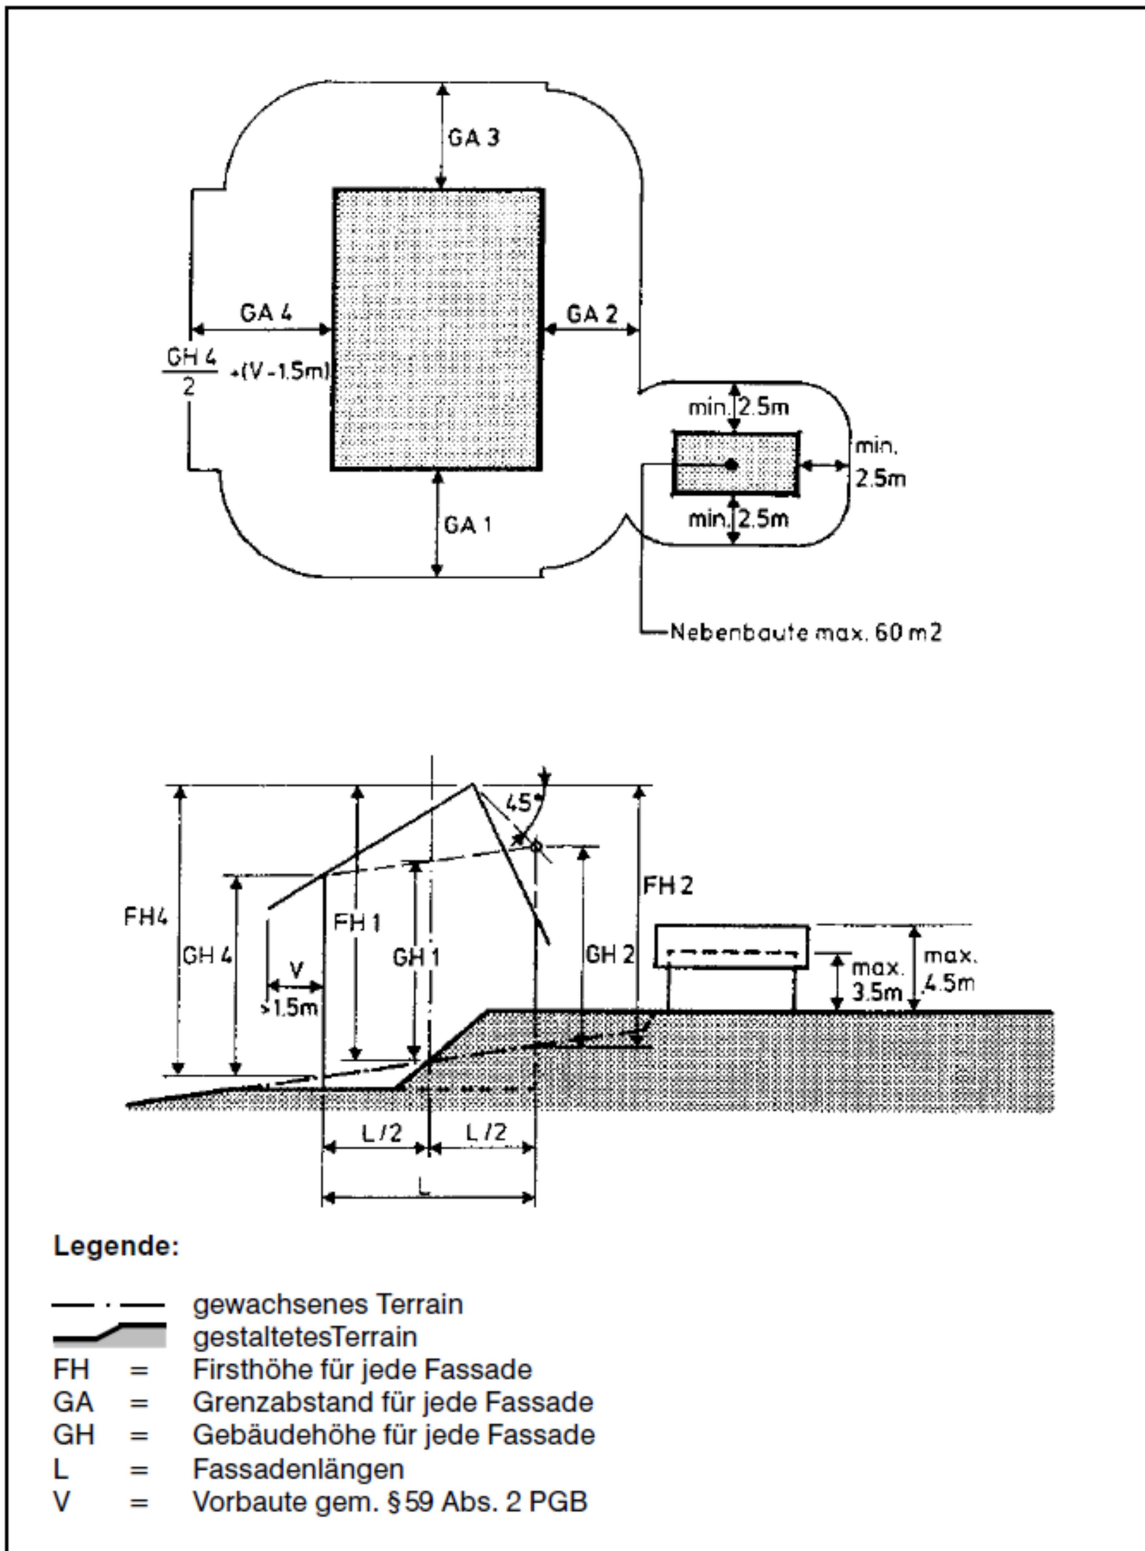 GA 3
GA 4
GA 2
GH 4
2
+(V-1.5m)
min. 2.5m
min.
2.5m
min. 2.5m
GA 1
Nebenbaute max. 60 m2
45°
FH4
FH 1
FH 2
GH 4
GH 1
GH 2
V
>1.5m
max.
3.5m
max.
4.5m
L/2
L/2
L
Legende:
gewachsenes Terrain
gestaltetesTerrain
FH = Firsthöhe für jede Fassade
GA = Grenzabstand für jede Fassade
GH = Gebäudehöhe für jede Fassade
L = Fassadenlängen
V = Vorbaute gem. §59 Abs. 2 PGB